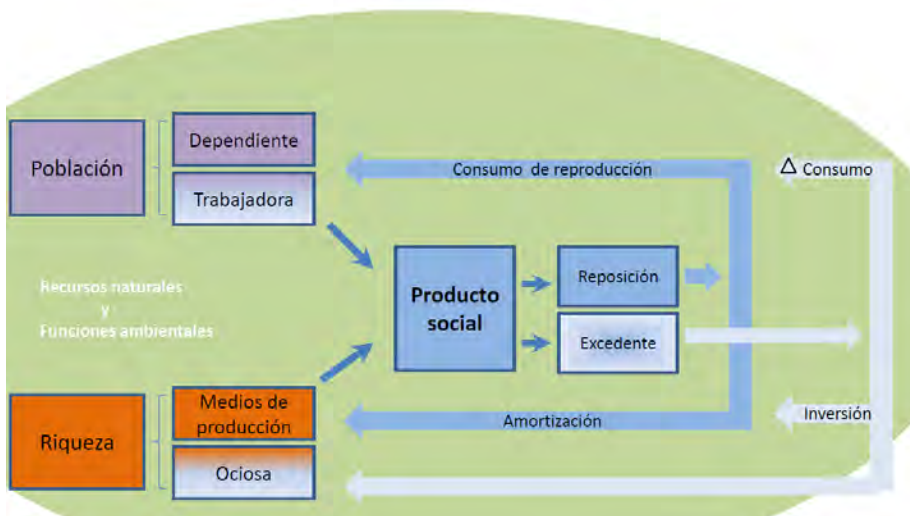 Población
Dependiente
Trabajadora
Consumo de reproducción
Δ Consumo
Recursos naturales
y
Funciones ambientales
Producto
social
Reposición
Excedente
Riqueza
Medios de
producción
Ociosa
Amortización
Inversión